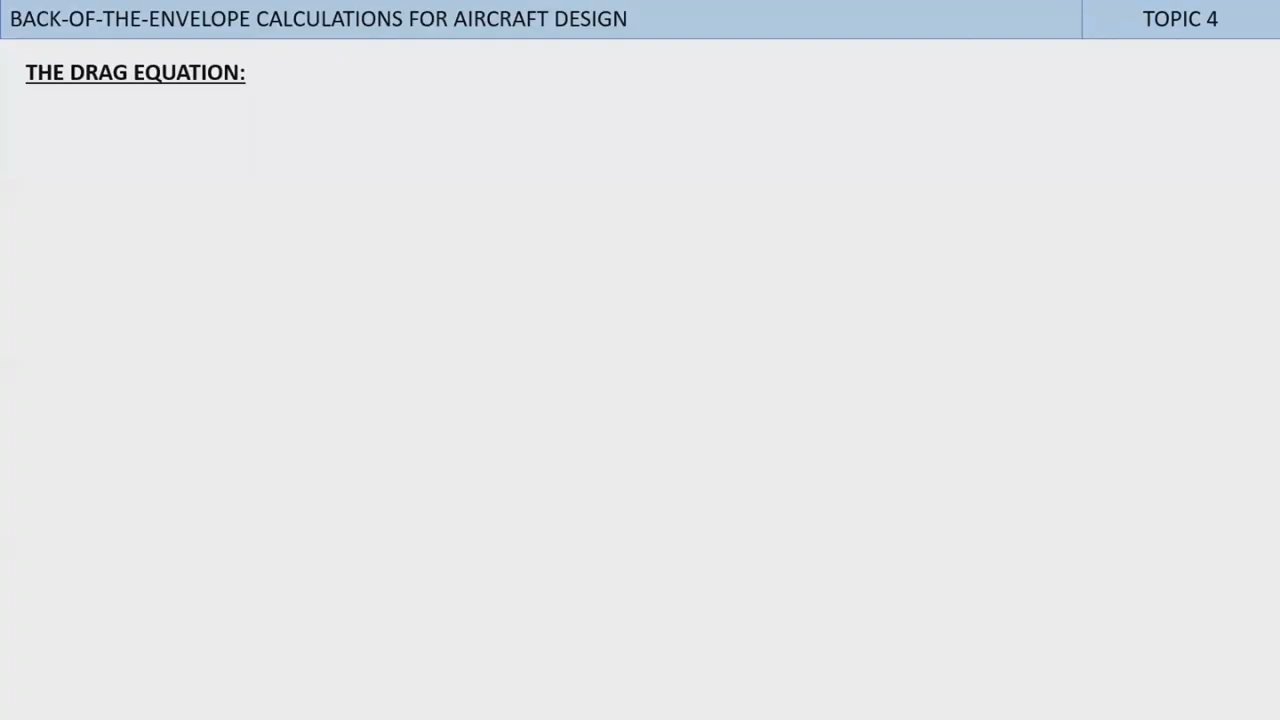 BACK-OF-THE-ENVELOPE CALCULATIONS FOR AIRCRAFT DESIGN
TOPIC 4
THE DRAG EQUATION: